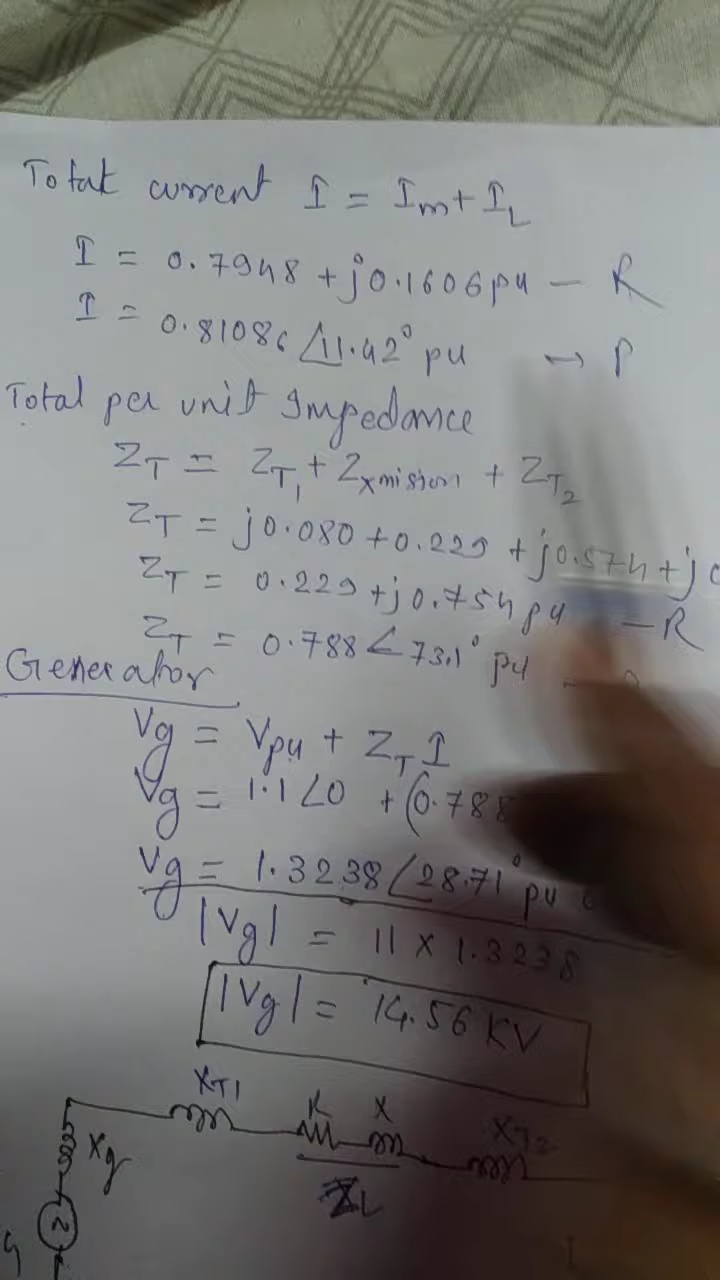 Total current I = Im + IL
I = 0.7948 + j0.1606 pu — R
I = 0.81086 ∠11.42° pu → P
Total per unit Impedance
ZT = ZT1 + Zxmission + ZT2
ZT = j0.080 + 0.229 + j0.574 + j0
ZT = 0.229 + j0.754 pu — R
ZT = 0.788 ∠73.1° pu
Generator
Vg = Vpu + ZT I
Vg = 1.1∠0 + (0.788
Vg = 1.3238 ∠28.71° pu
|Vg| = 11 × 1.3238
|Vg| = 14.56 KV
XT1
R X
XT2
Xg
ZL